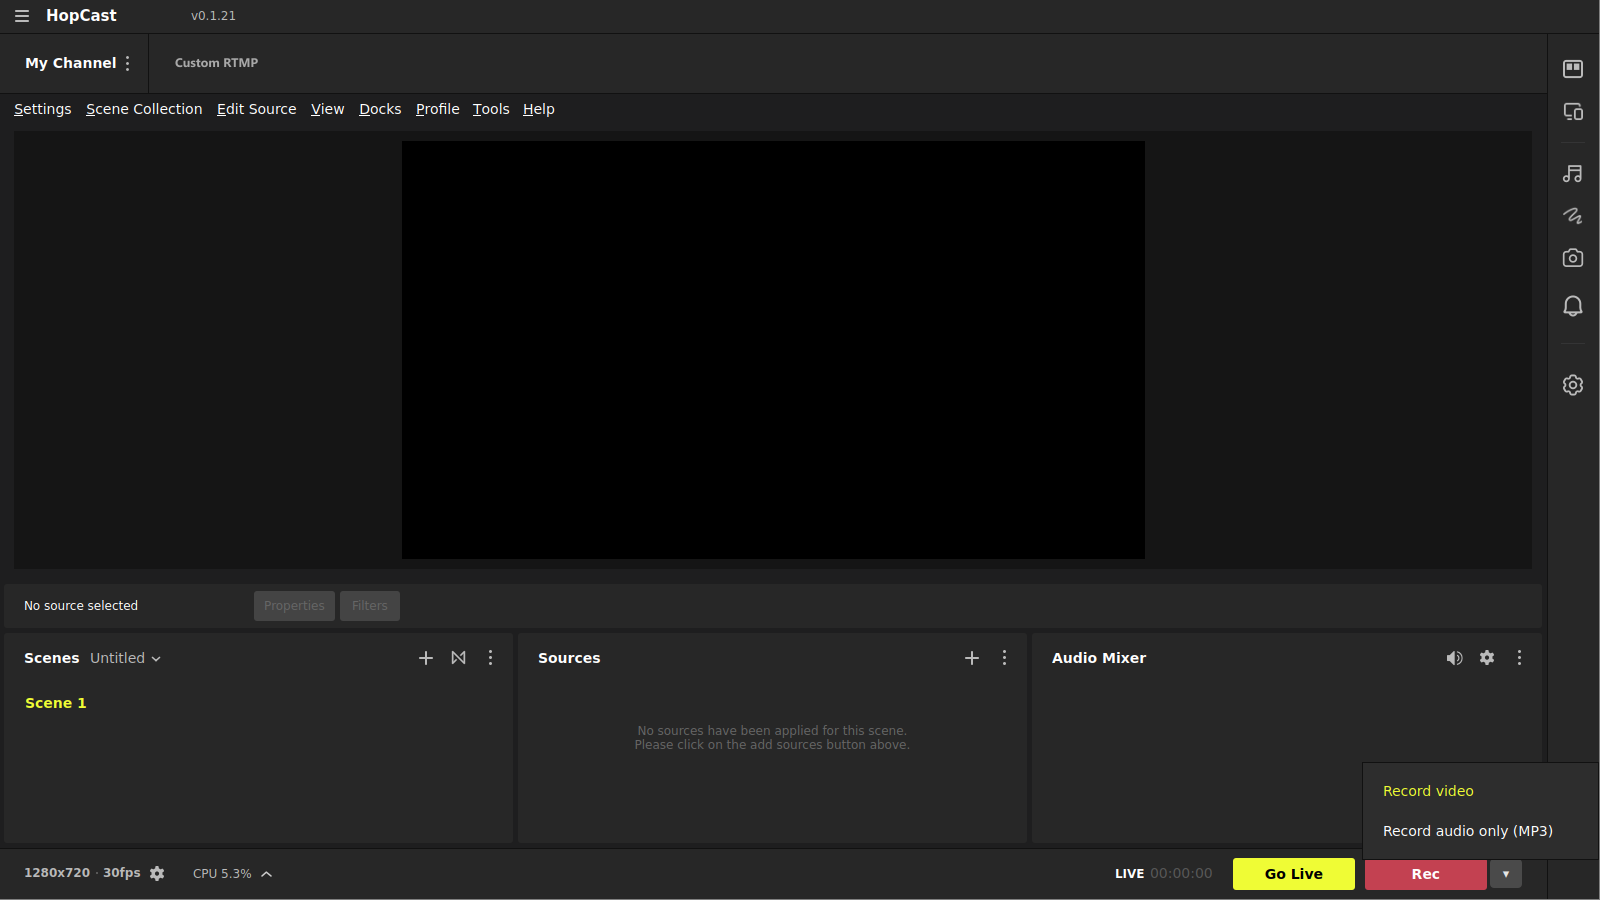 HopCast v0.1.21
My Channel Custom RTMP
Settings Scene Collection Edit Source View Docks Profile Tools Help
No source selected Properties Filters
Scenes Untitled Sources Audio Mixer
Scene 1
No sources have been applied for this scene.
Please click on the add sources button above.
Record video
Record audio only (MP3)
1280x720 · 30fps CPU 5.3% LIVE 00:00:00 Go Live Rec